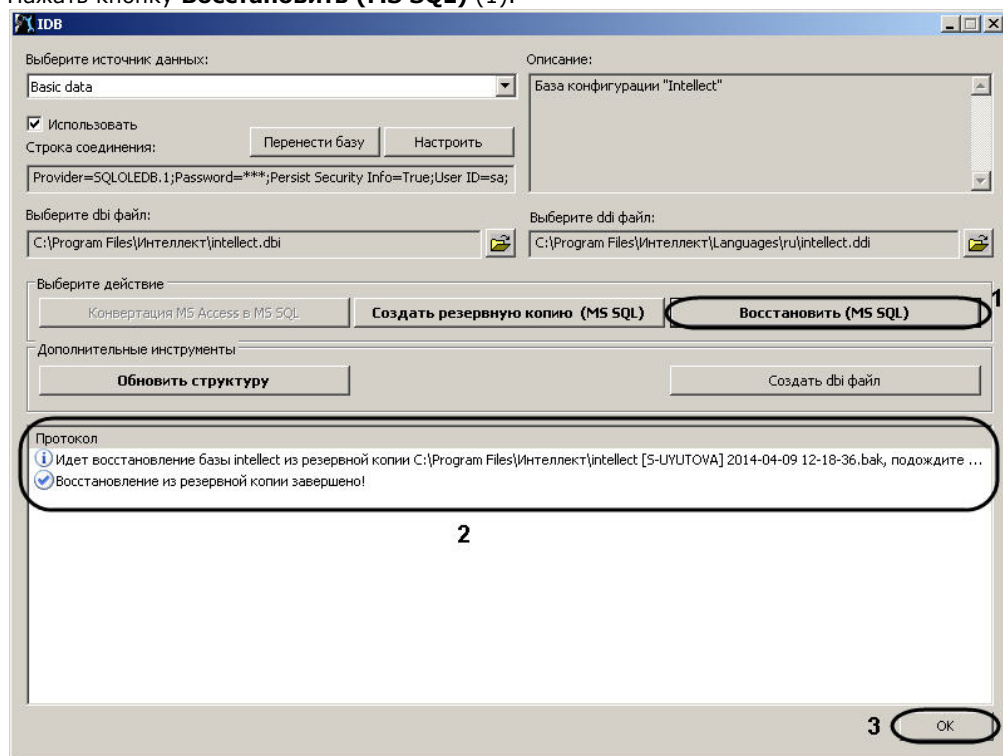 Нажать кнопку Восстановить (MS SQL) (1).
IDB
Выберите источник данных:
Описание:
Basic data
База конфигурации "Intellect"
Использовать
Строка соединения:
Перенести базу
Настроить
Provider=SQLOLEDB.1;Password=***;Persist Security Info=True;User ID=sa;
Выберите dbi файл:
Выберите ddi файл:
C:\Program Files\Интеллект\intellect.dbi
C:\Program Files\Интеллект\Languages\ru\intellect.ddi
Выберите действие
1
Конвертация MS Access в MS SQL
Создать резервную копию (MS SQL)
Восстановить (MS SQL)
Дополнительные инструменты
Обновить структуру
Создать dbi файл
Протокол
Идет восстановление базы intellect из резервной копии C:\Program Files\Интеллект\intellect [S-UYUTOVA] 2014-04-09 12-18-36.bak, подождите ...
Восстановление из резервной копии завершено!
2
3
OK